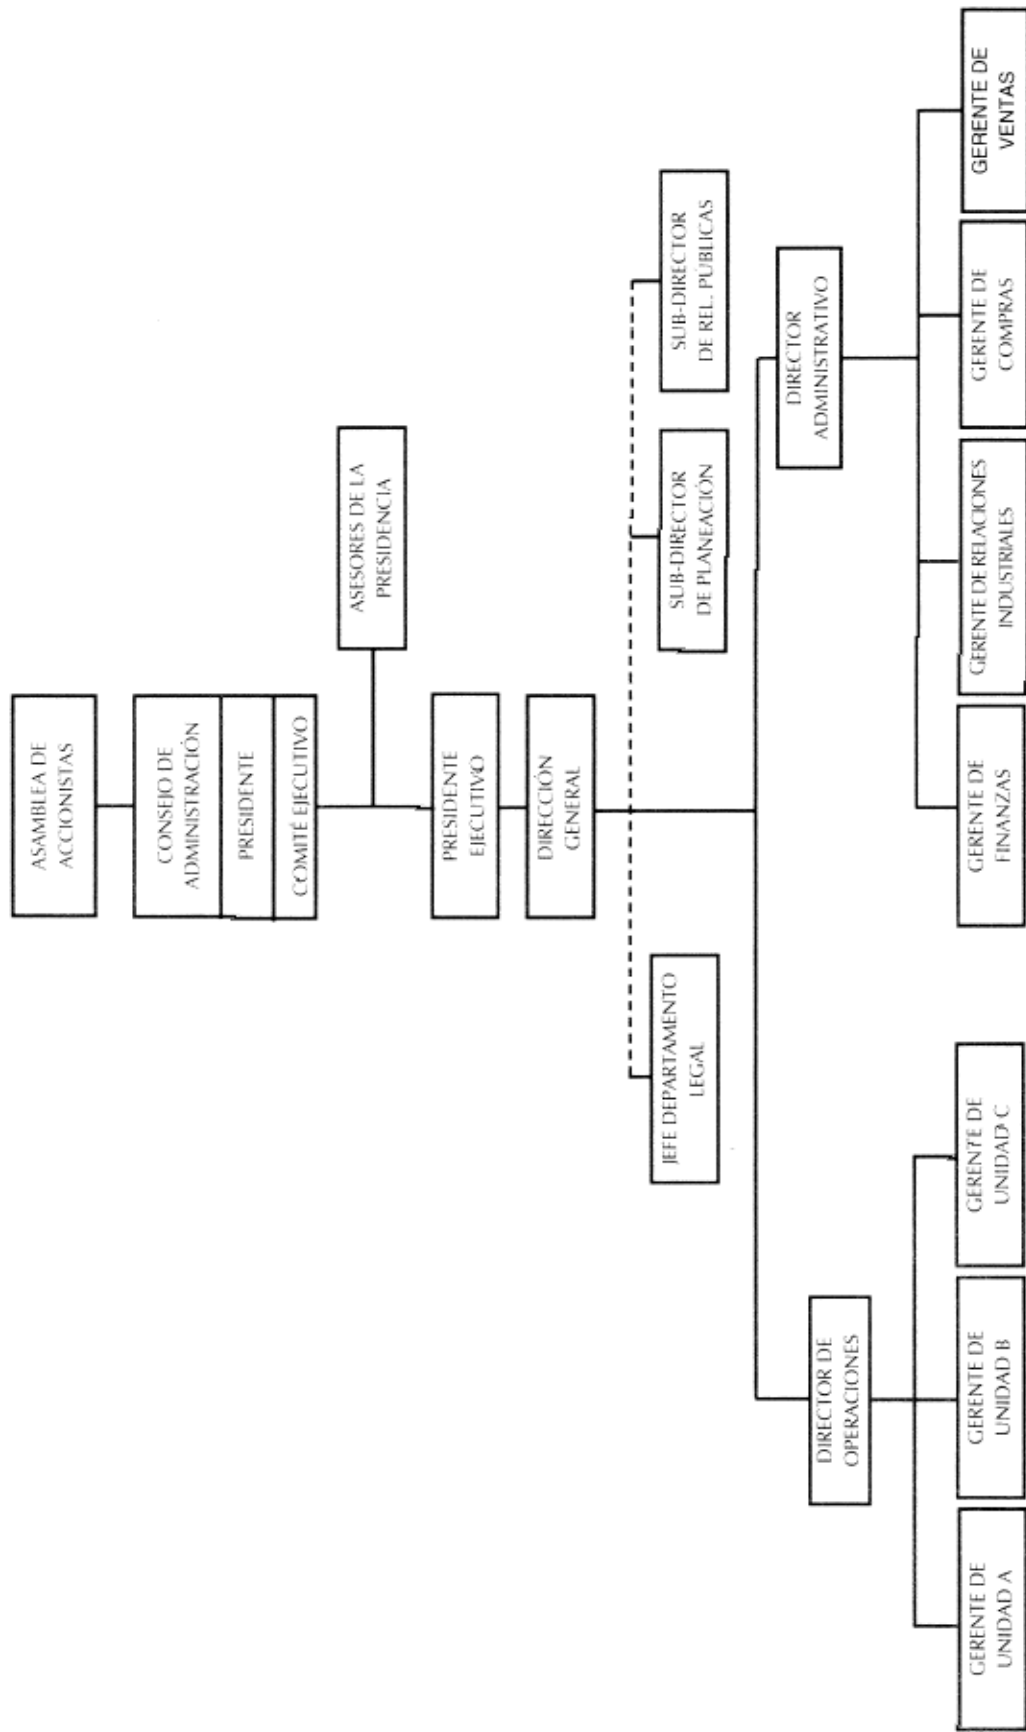 ASAMBLEA DE
ACCIONISTAS
CONSEJO DE
ADMINISTRACIÓN
PRESIDENTE
COMITÉ EJECUTIVO
ASESORES DE LA
PRESIDENCIA
PRESIDENTE
EJECUTIVO
DIRECCIÓN
GENERAL
JEFE DEPARTAMENTO
LEGAL
SUB-DIRECTOR
DE PLANEACIÓN
SUB-DIRECTOR
DE REL. PÚBLICAS
DIRECTOR DE
OPERACIONES
DIRECTOR
ADMINISTRATIVO
GERENTE DE
UNIDAD A
GERENTE DE
UNIDAD B
GERENTE DE
UNIDAD C
GERENTE DE
FINANZAS
GERENTE DE RELACIONES
INDUSTRIALES
GERENTE DE
COMPRAS
GERENTE DE
VENTAS